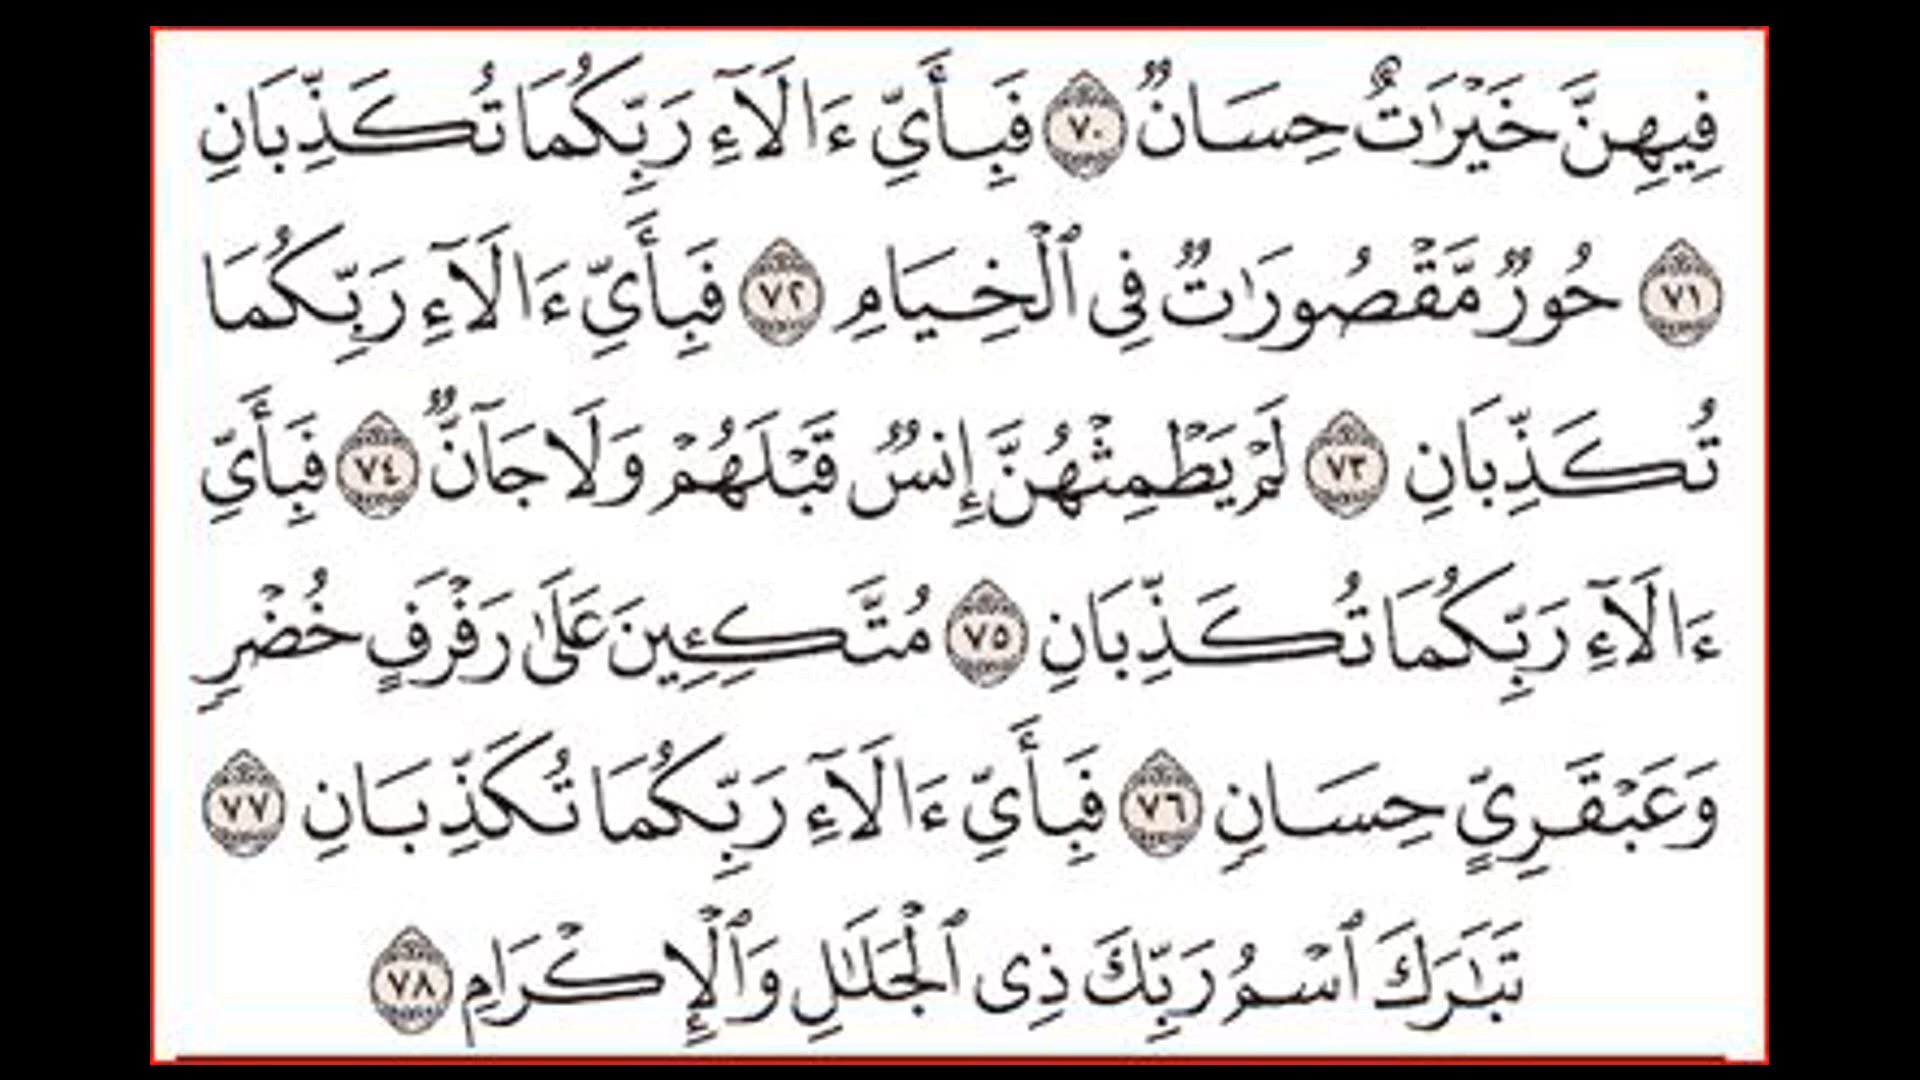 فِيهِنَّ خَيْرَٰتٌ حِسَانٌ ٧٠ فَبِأَىِّ ءَالَآءِ رَبِّكُمَا تُكَذِّبَانِ
٧١ حُورٌ مَّقْصُورَٰتٌ فِى ٱلْخِيَامِ ٧٢ فَبِأَىِّ ءَالَآءِ رَبِّكُمَا
تُكَذِّبَانِ ٧٣ لَمْ يَطْمِثْهُنَّ إِنسٌ قَبْلَهُمْ وَلَا جَآنٌّ ٧٤ فَبِأَىِّ
ءَالَآءِ رَبِّكُمَا تُكَذِّبَانِ ٧٥ مُتَّكِـِٔينَ عَلَىٰ رَفْرَفٍ خُضْرٍ
وَعَبْقَرِىٍّ حِسَانٍ ٧٦ فَبِأَىِّ ءَالَآءِ رَبِّكُمَا تُكَذِّبَانِ ٧٧
تَبَٰرَكَ ٱسْمُ رَبِّكَ ذِى ٱلْجَلَٰلِ وَٱلْإِكْرَامِ ٧٨